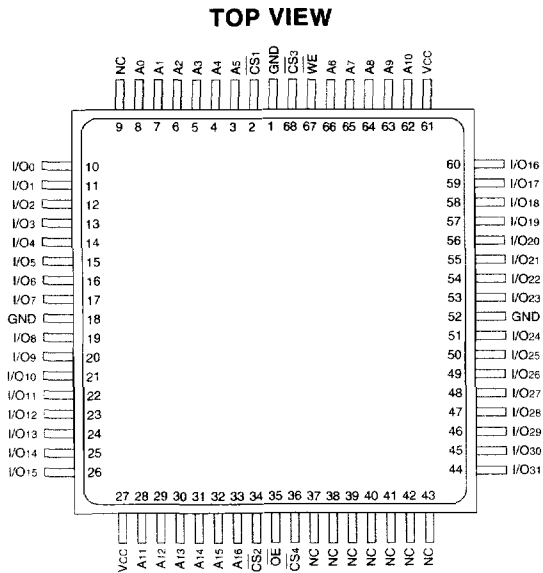 TOP VIEW
NC A0 A1 A2 A3 A4 A5 CS1 GND CS3 WE A6 A7 A8 A9 A10 VCC
9 8 7 6 5 4 3 2 1 68 67 66 65 64 63 62 61
I/O0 10 60 I/O16
I/O1 11 59 I/O17
I/O2 12 58 I/O18
I/O3 13 57 I/O19
I/O4 14 56 I/O20
I/O5 15 55 I/O21
I/O6 16 54 I/O22
I/O7 17 53 I/O23
GND 18 52 GND
I/O8 19 51 I/O24
I/O9 20 50 I/O25
I/O10 21 49 I/O26
I/O11 22 48 I/O27
I/O12 23 47 I/O28
I/O13 24 46 I/O29
I/O14 25 45 I/O30
I/O15 26 44 I/O31
27 28 29 30 31 32 33 34 35 36 37 38 39 40 41 42 43
VCC A11 A12 A13 A14 A15 A16 CS2 OE CS4 NC NC NC NC NC NC NC